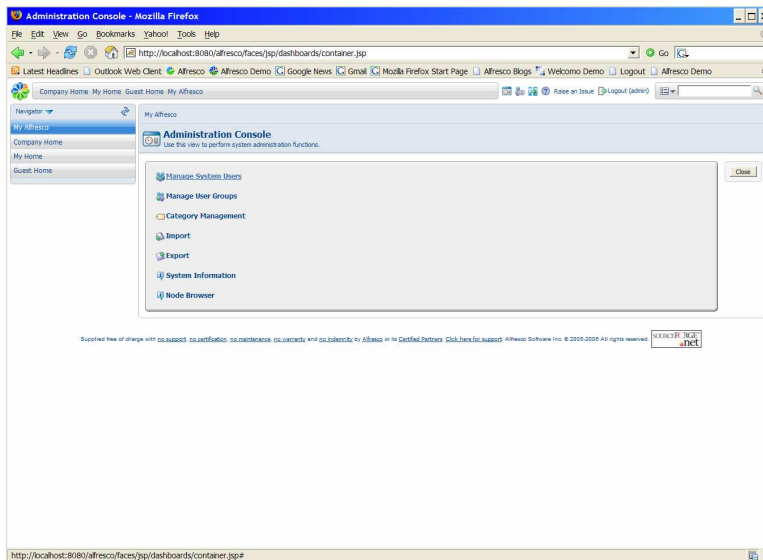 Administration Console - Mozilla Firefox
File Edit View Go Bookmarks Yahoo! Tools Help
http://localhost:8080/alfresco/faces/jsp/dashboards/container.jsp Go
Latest Headlines Outlook Web Client Alfresco Alfresco Demo Google News Gmail Mozilla Firefox Start Page Alfresco Blogs Welcomo Demo Logout Alfresco Demo
Company Home My Home Guest Home My Alfresco Raise an Issue Logout (admin)
Navigator
My Alfresco
Company Home
My Home
Guest Home
My Alfresco
Administration Console
Use this view to perform system administration functions.
Close
Manage System Users
Manage User Groups
Category Management
Import
Export
System Information
Node Browser
Supplied free of charge with no support, no certification, no maintenance, no warranty and no indemnity by Alfresco or its Certified Partners. Click here for support. Alfresco Software Inc. © 2005-2006 All rights reserved.
SOURCEFORGE
.net
http://localhost:8080/alfresco/faces/jsp/dashboards/container.jsp#